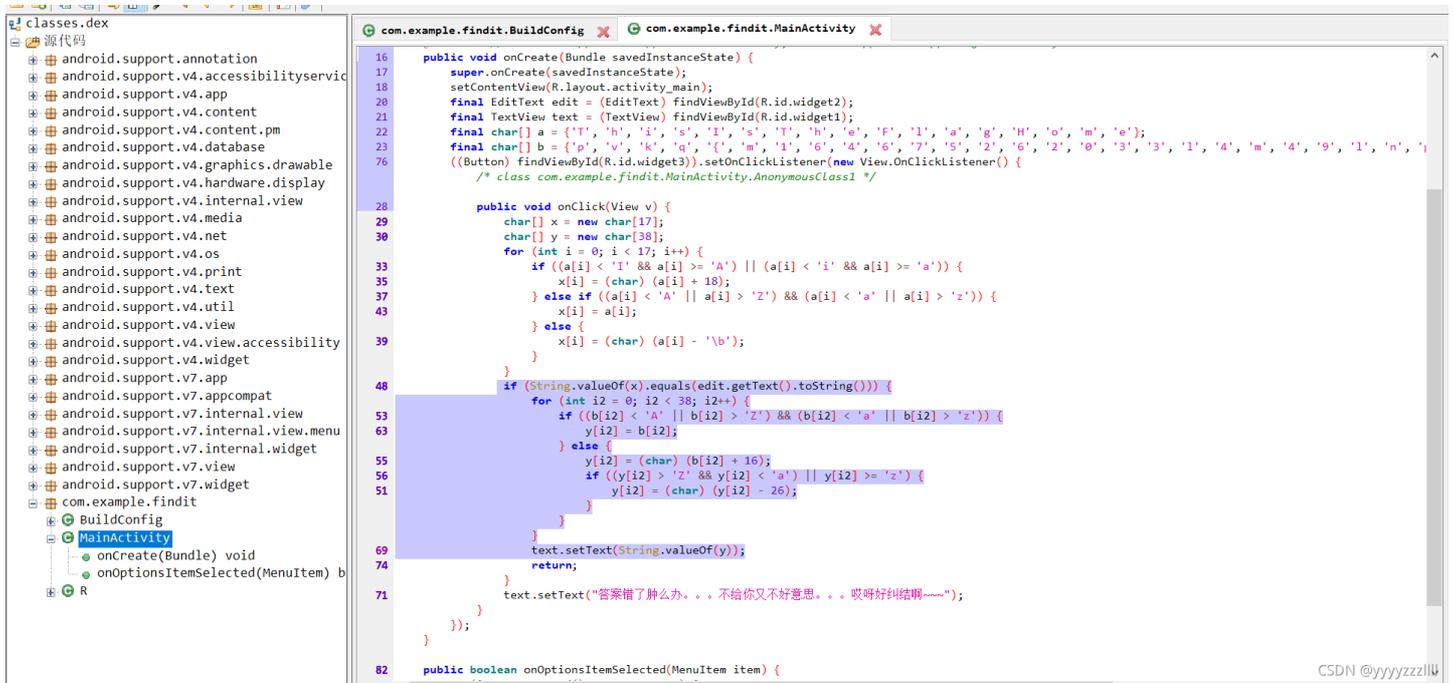 classes.dex
源代码
android.support.annotation
android.support.v4.accessibilityservic
android.support.v4.app
android.support.v4.content
android.support.v4.content.pm
android.support.v4.database
android.support.v4.graphics.drawable
android.support.v4.hardware.display
android.support.v4.internal.view
android.support.v4.media
android.support.v4.net
android.support.v4.os
android.support.v4.print
android.support.v4.text
android.support.v4.util
android.support.v4.view
android.support.v4.view.accessibility
android.support.v4.widget
android.support.v7.app
android.support.v7.appcompat
android.support.v7.internal.view
android.support.v7.internal.view.menu
android.support.v7.internal.widget
android.support.v7.view
android.support.v7.widget
com.example.findit
BuildConfig
MainActivity
onCreate(Bundle) void
onOptionsItemSelected(MenuItem) b
R
com.example.findit.BuildConfig
com.example.findit.MainActivity
16 public void onCreate(Bundle savedInstanceState) {
17 super.onCreate(savedInstanceState);
18 setContentView(R.layout.activity_main);
20 final EditText edit = (EditText) findViewById(R.id.widget2);
21 final TextView text = (TextView) findViewById(R.id.widget1);
22 final char[] a = {'T', 'h', 'i', 's', 'I', 's', 'T', 'h', 'e', 'F', 'l', 'a', 'g', 'H', 'o', 'm', 'e'};
23 final char[] b = {'p', 'v', 'k', 'q', '{', 'm', '1', '6', '4', '6', '7', '5', '2', '6', '2', '0', '3', '3', 'l', '4', 'm', '4', '9', 'l', 'n', '
76 ((Button) findViewById(R.id.widget3)).setOnClickListener(new View.OnClickListener() {
/* class com.example.findit.MainActivity.AnonymousClass1 */
28 public void onClick(View v) {
29 char[] x = new char[17];
30 char[] y = new char[38];
for (int i = 0; i < 17; i++) {
33 if ((a[i] < 'I' && a[i] >= 'A') || (a[i] < 'i' && a[i] >= 'a')) {
35 x[i] = (char) (a[i] + 18);
37 } else if ((a[i] < 'A' || a[i] > 'Z') && (a[i] < 'a' || a[i] > 'z')) {
43 x[i] = a[i];
} else {
39 x[i] = (char) (a[i] - '\b');
}
}
48 if (String.valueOf(x).equals(edit.getText().toString())) {
for (int i2 = 0; i2 < 38; i2++) {
53 if ((b[i2] < 'A' || b[i2] > 'Z') && (b[i2] < 'a' || b[i2] > 'z')) {
63 y[i2] = b[i2];
} else {
55 y[i2] = (char) (b[i2] + 16);
56 if ((y[i2] > 'Z' && y[i2] < 'a') || y[i2] >= 'z') {
51 y[i2] = (char) (y[i2] - 26);
}
}
}
69 text.setText(String.valueOf(y));
74 return;
}
71 text.setText("答案错了肿么办。。。不给你又不好意思。。。哎呀好纠结啊~~~");
}
});
}
82 public boolean onOptionsItemSelected(MenuItem item) {
CSDN @yyyyzzzllll